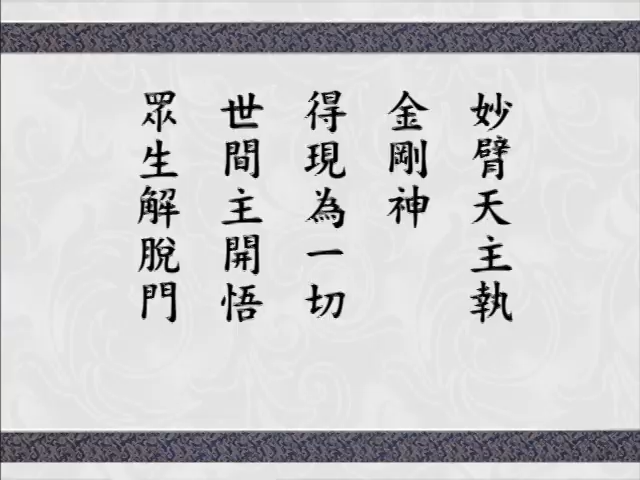 妙臂天主執
金剛神
得現為一切
世間主開悟
眾生解脫門